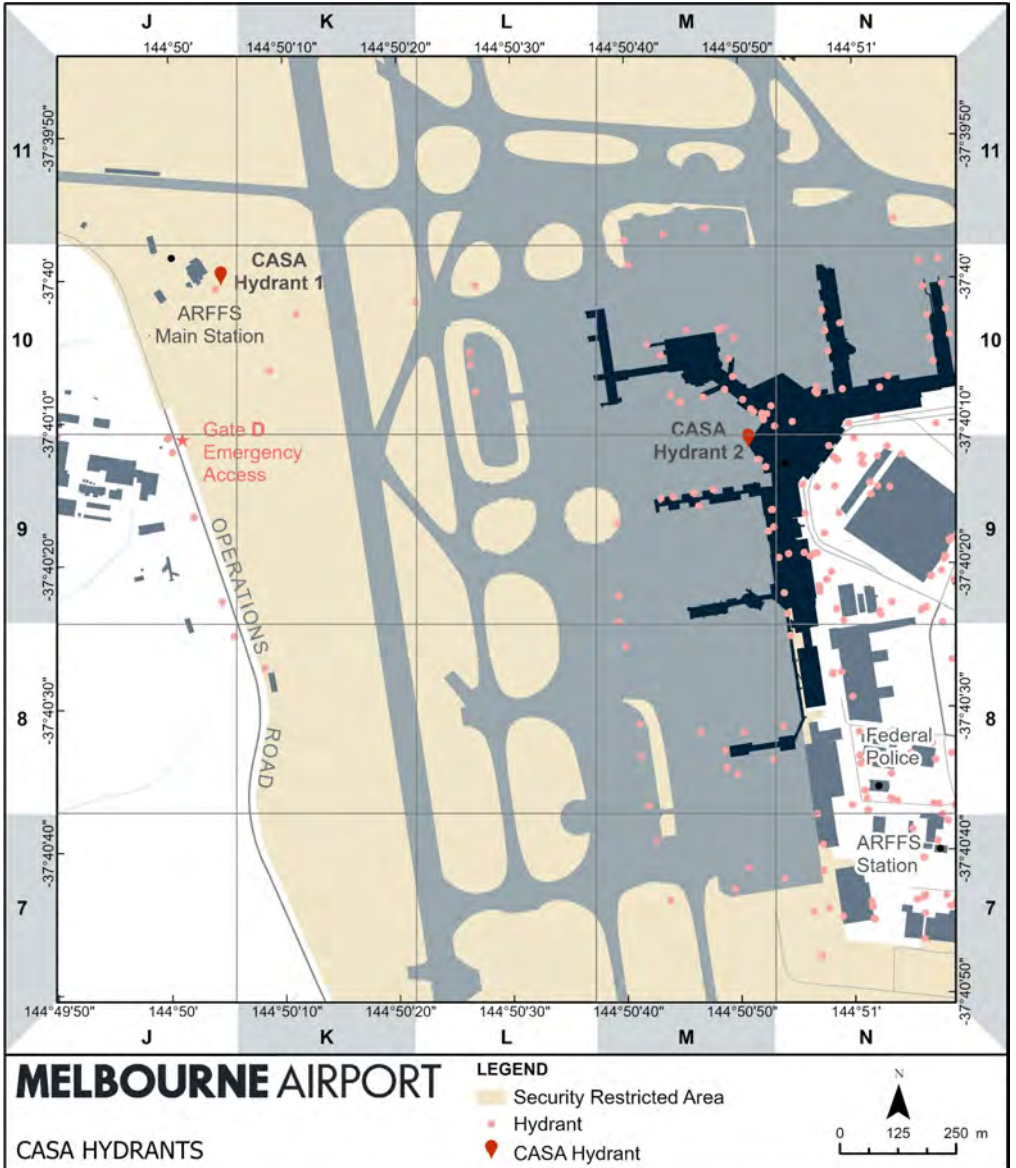 J K L M N
144°50' 144°50'10" 144°50'20" 144°50'30" 144°50'40" 144°50'50" 144°51'
11 -37°39'50" -37°39'50" 11
CASA
Hydrant 1
-37°40' -37°40'
ARFFS
Main Station
10 10
-37°40'10" -37°40'10"
Gate D
Emergency
Access
CASA
Hydrant 2
9 9
OPERATIONS
-37°40'20" -37°40'20"
8 8
-37°40'30" -37°40'30"
ROAD
Federal
Police
-37°40'40" -37°40'40"
ARFFS
Station
7 7
-37°40'50"
144°49'50" 144°50' 144°50'10" 144°50'20" 144°50'30" 144°50'40" 144°50'50" 144°51'
J K L M N
MELBOURNE AIRPORT
CASA HYDRANTS
LEGEND
Security Restricted Area
Hydrant
CASA Hydrant
N
0 125 250 m